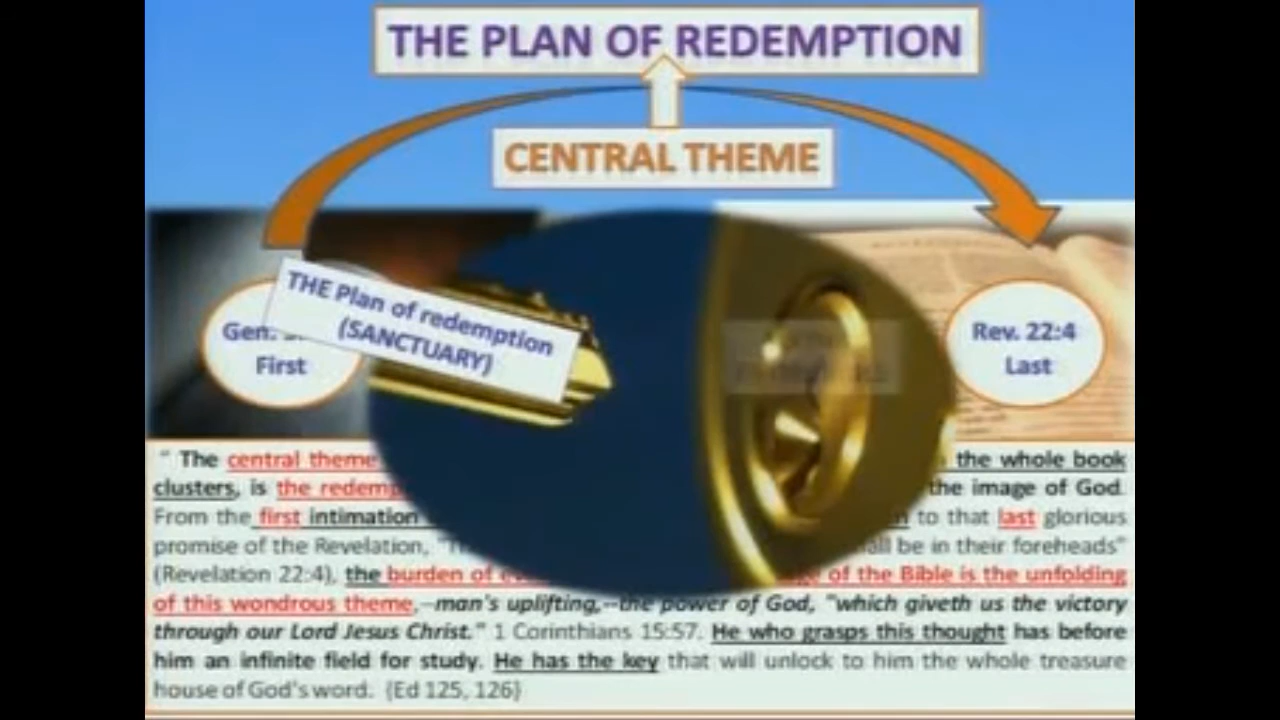 THE PLAN OF REDEMPTION
CENTRAL THEME
THE Plan of redemption
(SANCTUARY)
Gen.
First
Rev. 22:4
Last
“ The central theme the whole book
clusters, is the redemp the image of God.
From the first intimation to that last glorious
promise of the Revelation, all be in their foreheads”
(Revelation 22:4), the burden of of the Bible is the unfolding
of this wondrous theme,--man's uplifting,--the power of God, “which giveth us the victory
through our Lord Jesus Christ.” 1 Corinthians 15:57. He who grasps this thought has before
him an infinite field for study. He has the key that will unlock to him the whole treasure
house of God's word. {Ed 125, 126}